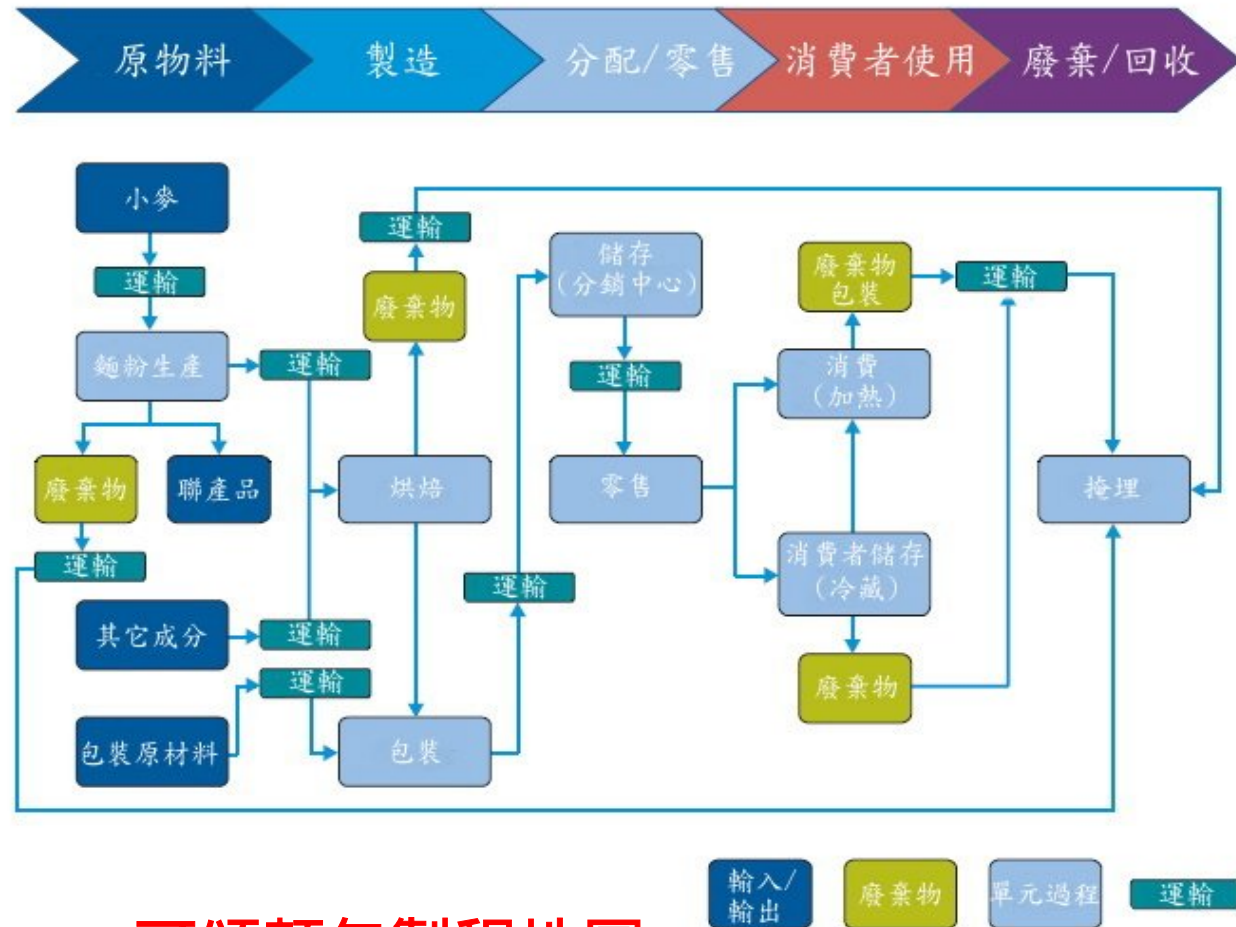 原物料
製造
分配/零售
消費者使用
廢棄/回收
小麥
運輸
麵粉生產
運輸
廢棄物
聯產品
運輸
其它成分
運輸
包裝原材料
運輸
運輸
廢棄物
烘焙
包裝
運輸
儲存
(分銷中心)
運輸
零售
廢棄物
包裝
運輸
消費
(加熱)
消費者儲存
(冷藏)
廢棄物
掩埋
輸入/
輸出
廢棄物
單元過程
運輸